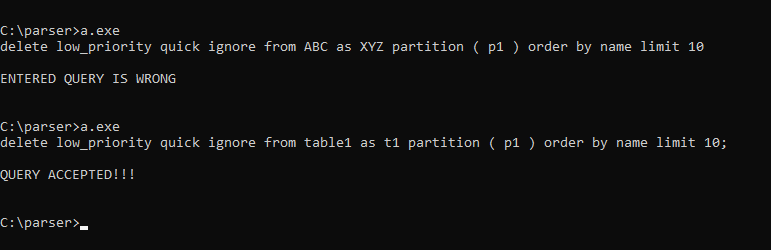 C:\parser>a.exe
delete low_priority quick ignore from ABC as XYZ partition ( p1 ) order by name limit 10
ENTERED QUERY IS WRONG
C:\parser>a.exe
delete low_priority quick ignore from table1 as t1 partition ( p1 ) order by name limit 10;
QUERY ACCEPTED!!!
C:\parser>